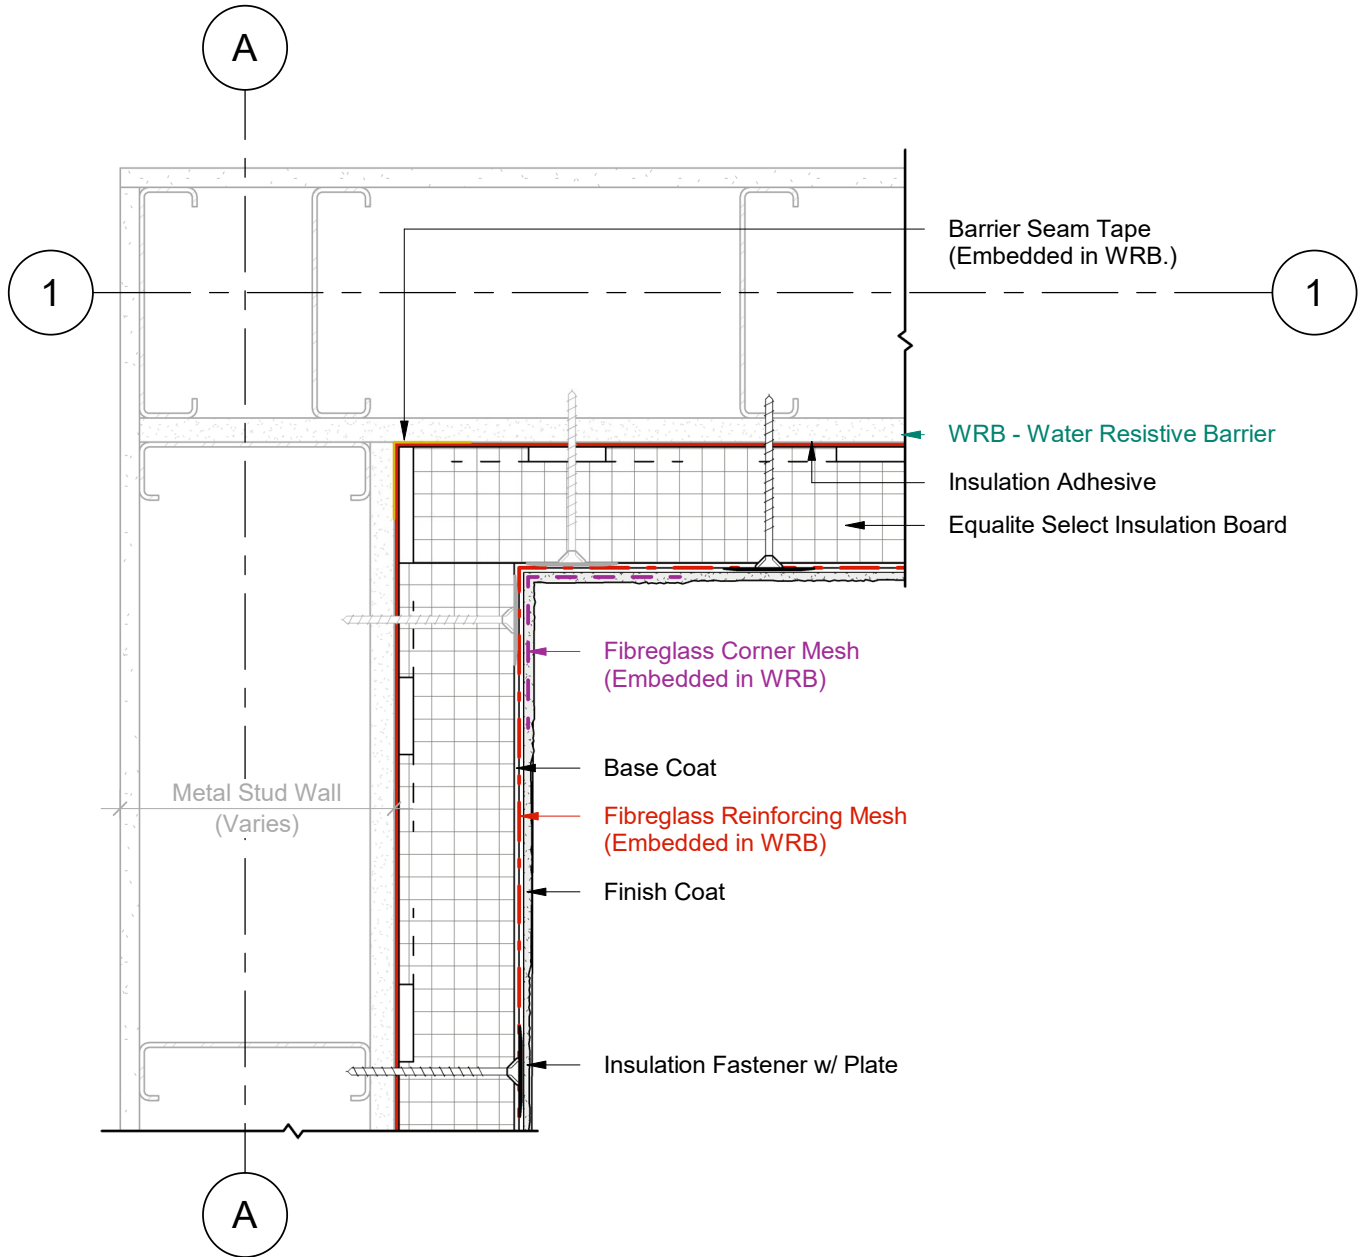 A
Barrier Seam Tape
(Embedded in WRB.)
1
1
WRB - Water Resistive Barrier
Insulation Adhesive
Equalite Select Insulation Board
Fibreglass Corner Mesh
(Embedded in WRB)
Base Coat
Metal Stud Wall
(Varies)
Fibreglass Reinforcing Mesh
(Embedded in WRB)
Finish Coat
Insulation Fastener w/ Plate
A